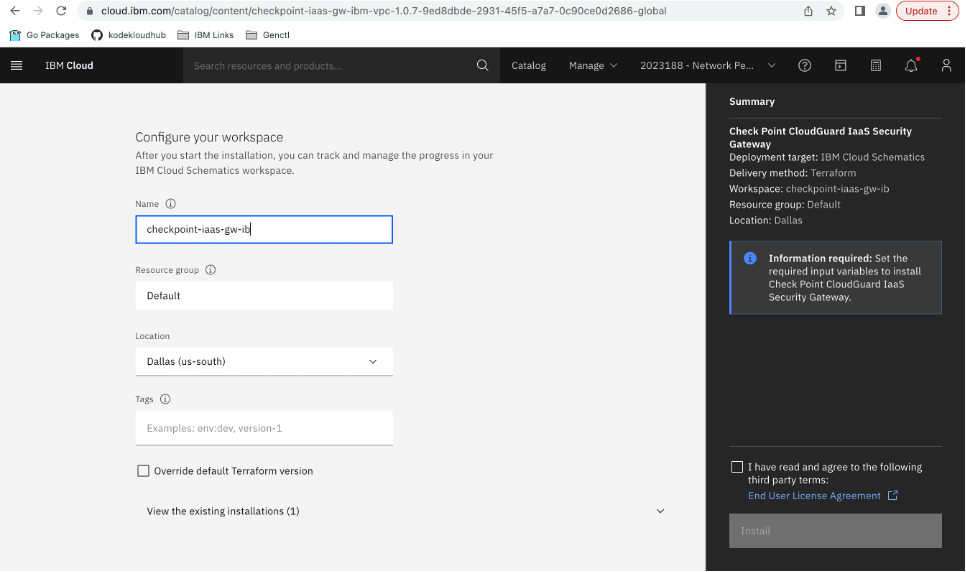 cloud.ibm.com/catalog/content/checkpoint-iaas-gw-ibm-vpc-1.0.7-9ed8dbde-2931-45f5-a7a7-0c90ce0d2686-global
Update
Go Packages
kodekloudhub
IBM Links
Genctl
IBM Cloud
Search resources and products...
Catalog
Manage
2023188 - Network Pe...
Configure your workspace
After you start the installation, you can track and manage the progress in your
IBM Cloud Schematics workspace.
Name
checkpoint-iaas-gw-ib
Resource group
Default
Location
Dallas (us-south)
Tags
Examples: env:dev, version-1
Override default Terraform version
View the existing installations (1)
Summary
Check Point CloudGuard IaaS Security
Gateway
Deployment target: IBM Cloud Schematics
Delivery method: Terraform
Workspace: checkpoint-iaas-gw-ib
Resource group: Default
Location: Dallas
Information required: Set the
required input variables to install
Check Point CloudGuard IaaS
Security Gateway.
I have read and agree to the following
third party terms:
End User License Agreement
Install